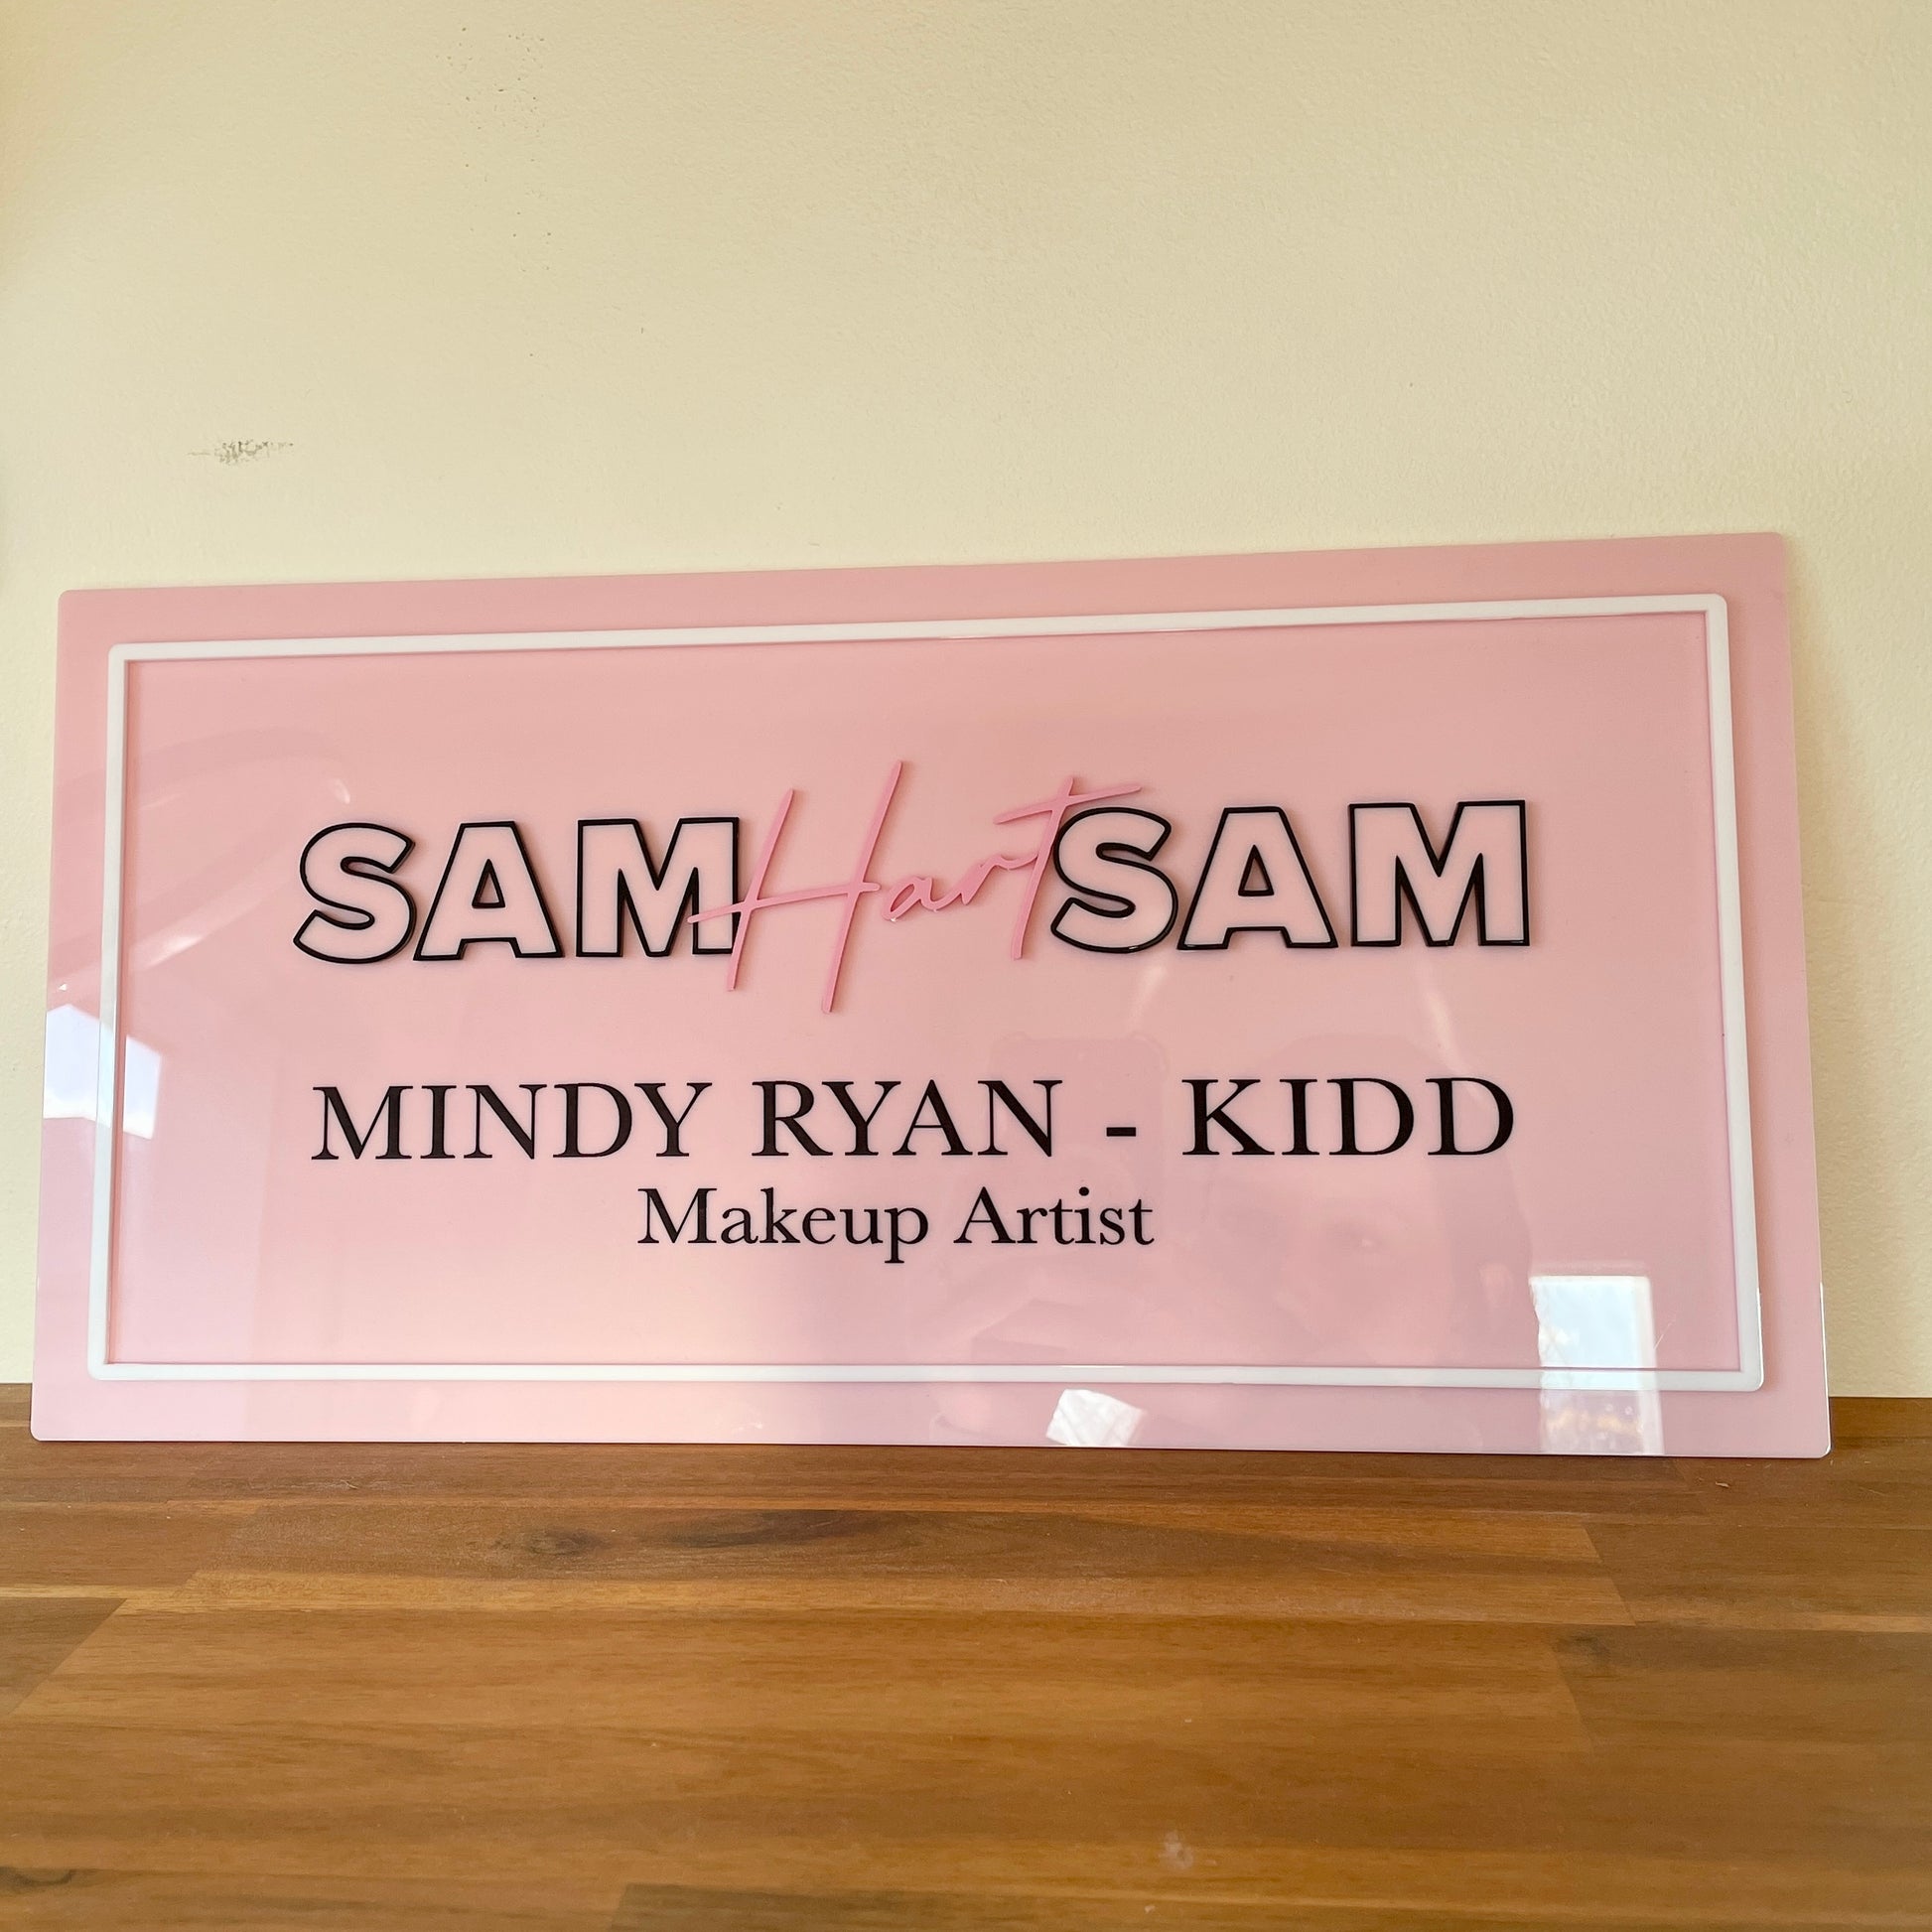 SAM Hart SAM
MINDY RYAN - KIDD
Makeup Artist